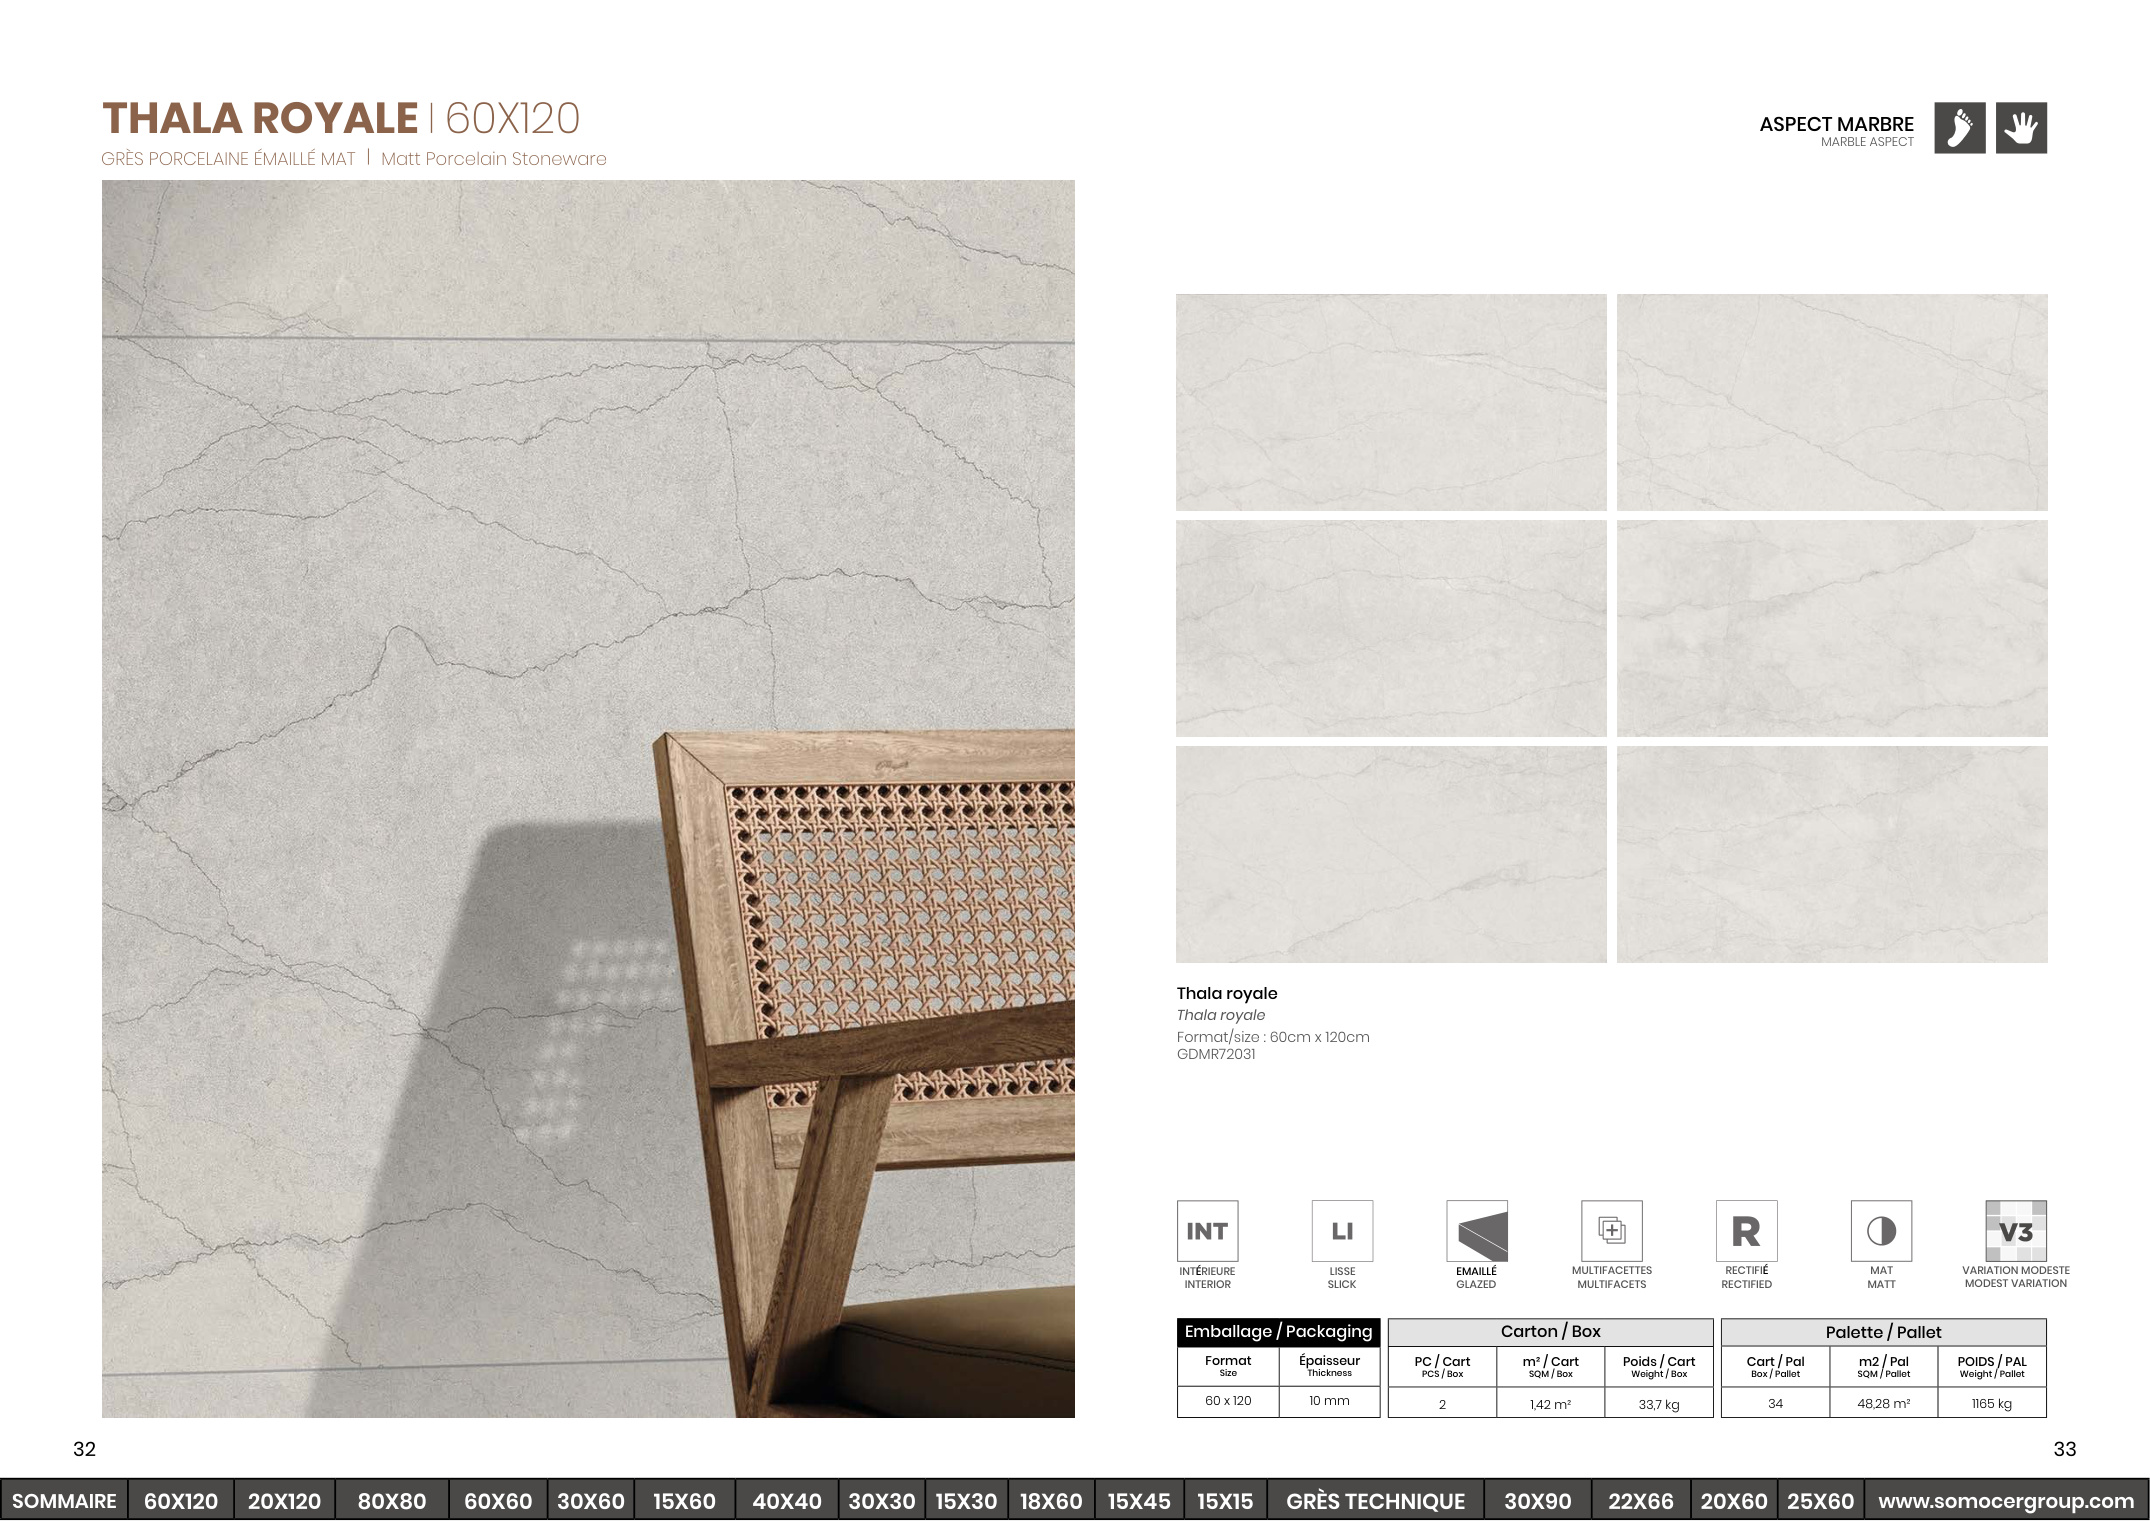 THALA ROYALE | 60X120
GRÈS PORCELAINE ÉMAILLÉ MAT | Matt Porcelain Stoneware
ASPECT MARBRE
MARBLE ASPECT
Thala royale
Thala royale
Format/size : 60cm x 120cm
GDMR72031
INT LI R V3
INTÉRIEURE LISSE EMAILLÉ MULTIFACETTES RECTIFIÉ MAT VARIATION MODESTE
INTERIOR SLICK GLAZED MULTIFACETS RECTIFIED MATT MODEST VARIATION
Emballage / Packaging Carton / Box Palette / Pallet
Format Épaisseur PC / Cart m² / Cart Poids / Cart Cart / Pal m2 / Pal POIDS / PAL
Size Thickness PCS / Box SQM / Box Weight / Box Box / Pallet SQM / Pallet Weight / Pallet
60 x 120 10 mm 2 1,42 m² 33,7 kg 34 48,28 m² 1165 kg
32 33
SOMMAIRE 60X120 20X120 80X80 60X60 30X60 15X60 40X40 30X30 15X30 18X60 15X45 15X15 GRÈS TECHNIQUE 30X90 22X66 20X60 25X60 www.somocergroup.com